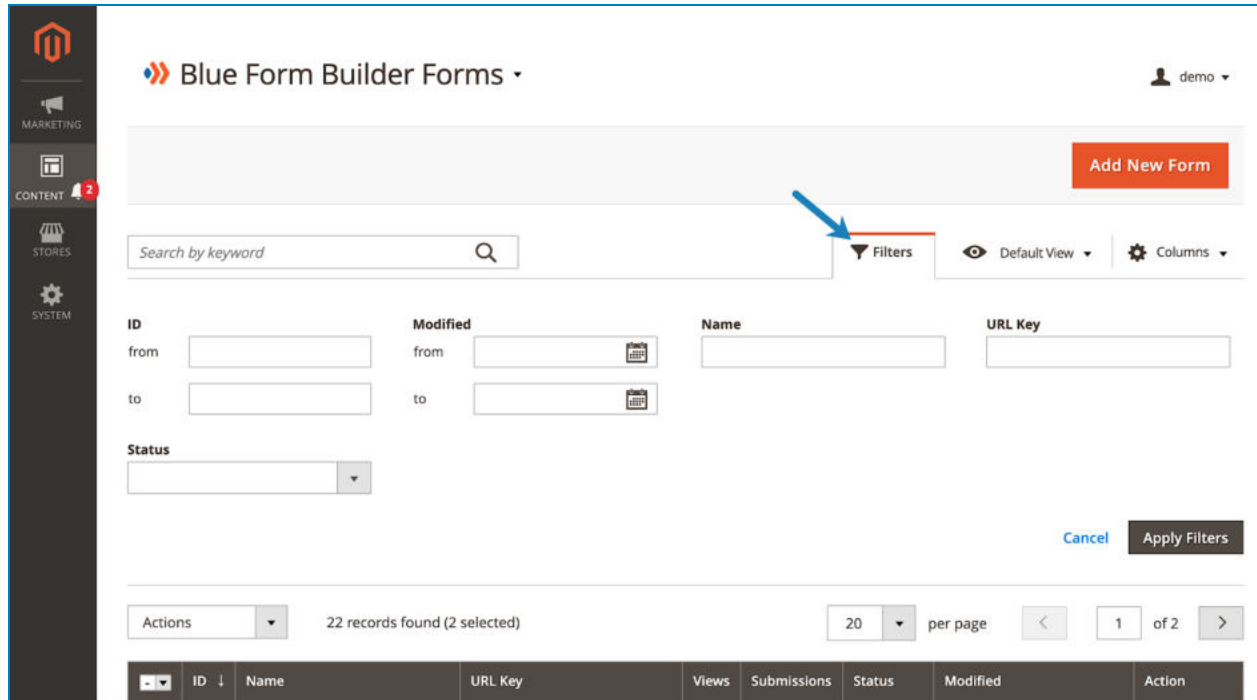 Blue Form Builder Forms
demo
MARKETING
Add New Form
CONTENT 2
STORES
Search by keyword
Filters
Default View
Columns
SYSTEM
ID Modified Name URL Key
from from
to to
Status
Cancel Apply Filters
Actions 22 records found (2 selected) 20 per page 1 of 2
- ID ↓ Name URL Key Views Submissions Status Modified Action